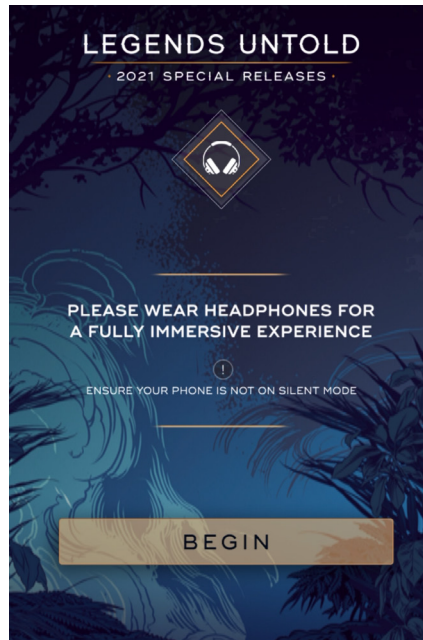 LEGENDS UNTOLD
· 2021 SPECIAL RELEASES ·
PLEASE WEAR HEADPHONES FOR
A FULLY IMMERSIVE EXPERIENCE
!
ENSURE YOUR PHONE IS NOT ON SILENT MODE
BEGIN